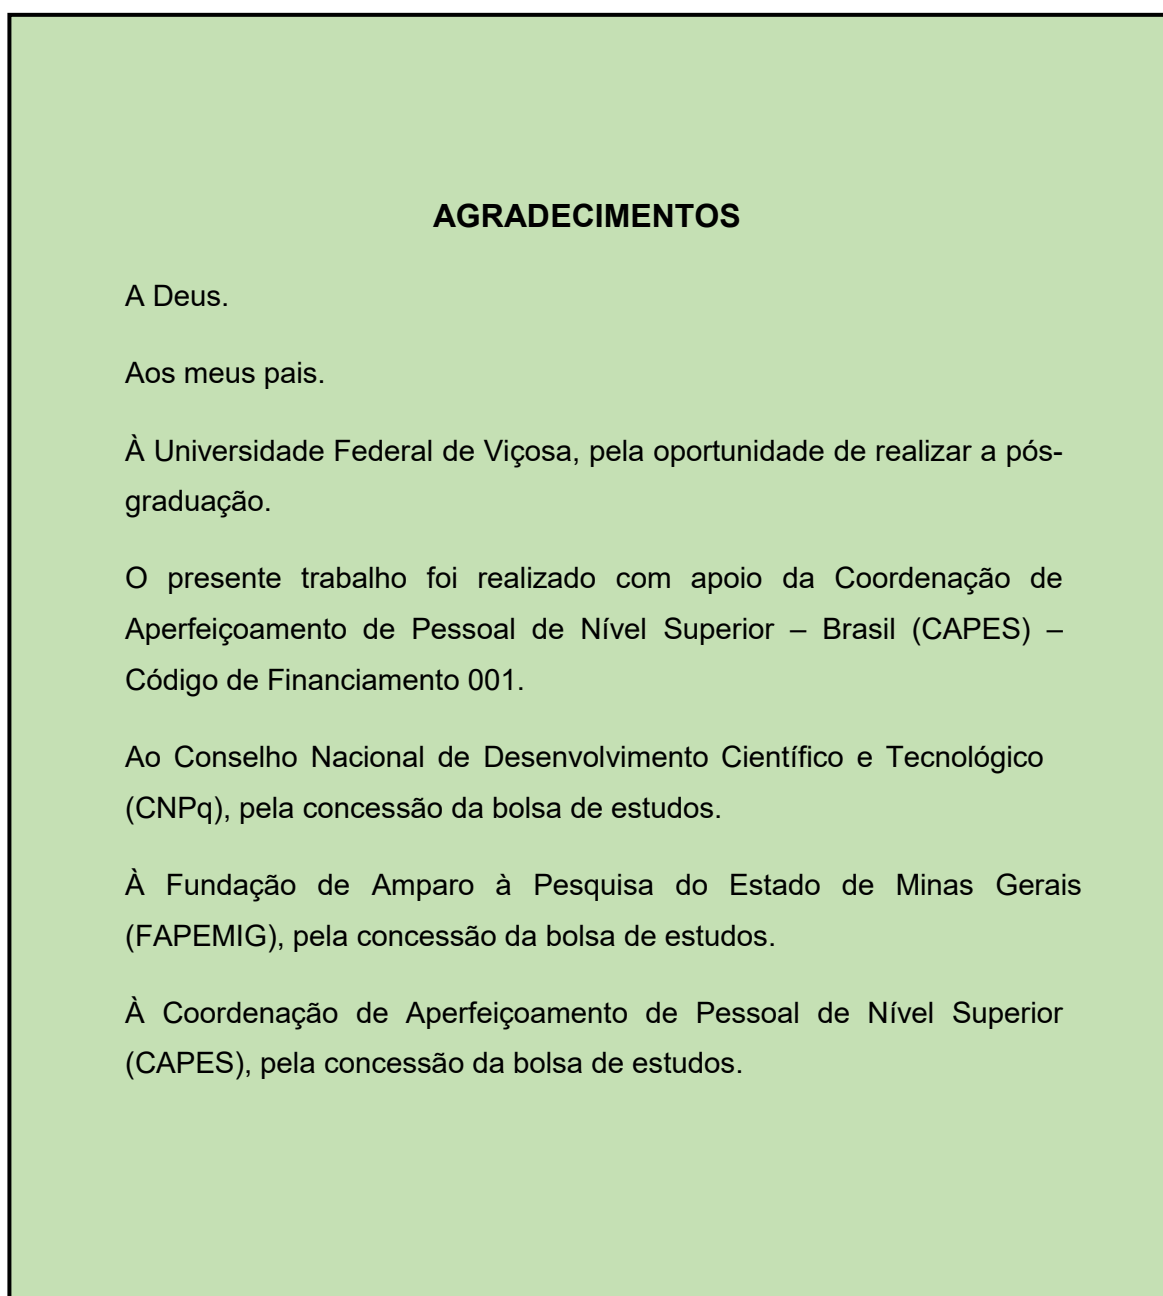 AGRADECIMENTOS
A Deus.
Aos meus pais.
À Universidade Federal de Viçosa, pela oportunidade de realizar a pós-
graduação.
O presente trabalho foi realizado com apoio da Coordenação de
Aperfeiçoamento de Pessoal de Nível Superior – Brasil (CAPES) –
Código de Financiamento 001.
Ao Conselho Nacional de Desenvolvimento Científico e Tecnológico
(CNPq), pela concessão da bolsa de estudos.
À Fundação de Amparo à Pesquisa do Estado de Minas Gerais
(FAPEMIG), pela concessão da bolsa de estudos.
À Coordenação de Aperfeiçoamento de Pessoal de Nível Superior
(CAPES), pela concessão da bolsa de estudos.